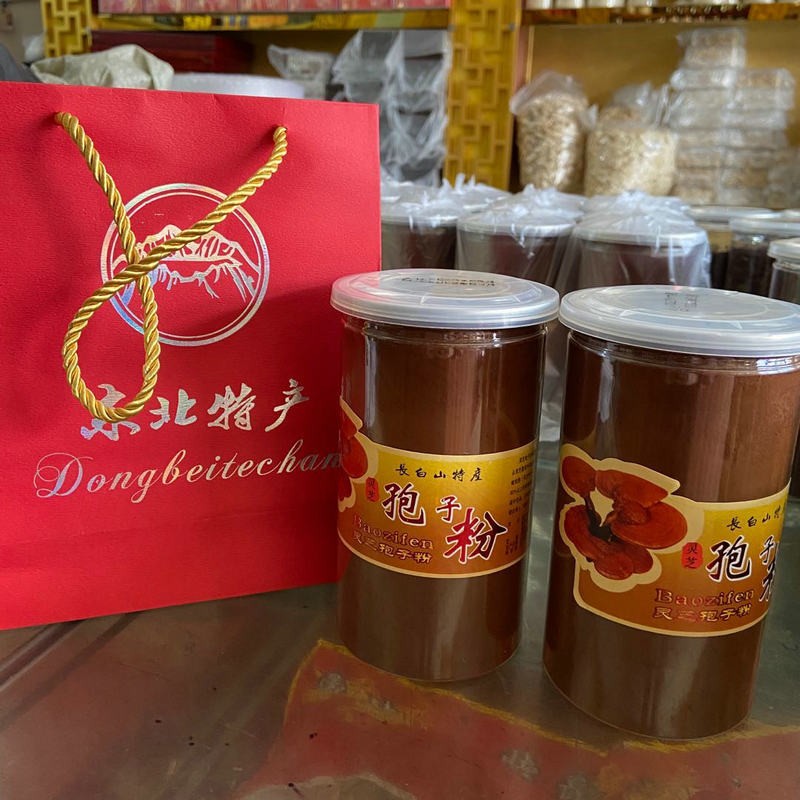 东北特产
Dongbeitechan
長白山特産
灵芝
孢子粉
Baozifen
灵芝孢子粉
長白山特
灵芝
孢子
Baozifen
灵芝孢子粉